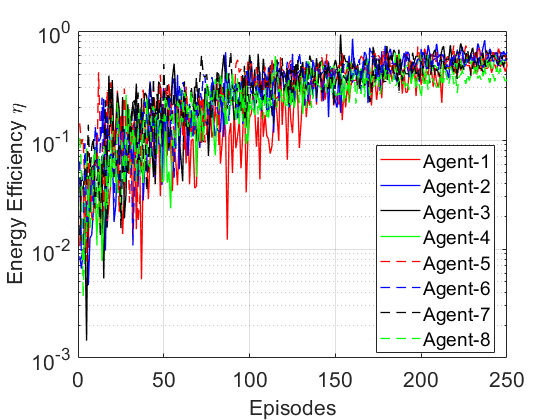 10^0
10^-1
10^-2
10^-3
Energy Efficiency η
0 50 100 150 200 250
Episodes
Agent-1
Agent-2
Agent-3
Agent-4
Agent-5
Agent-6
Agent-7
Agent-8